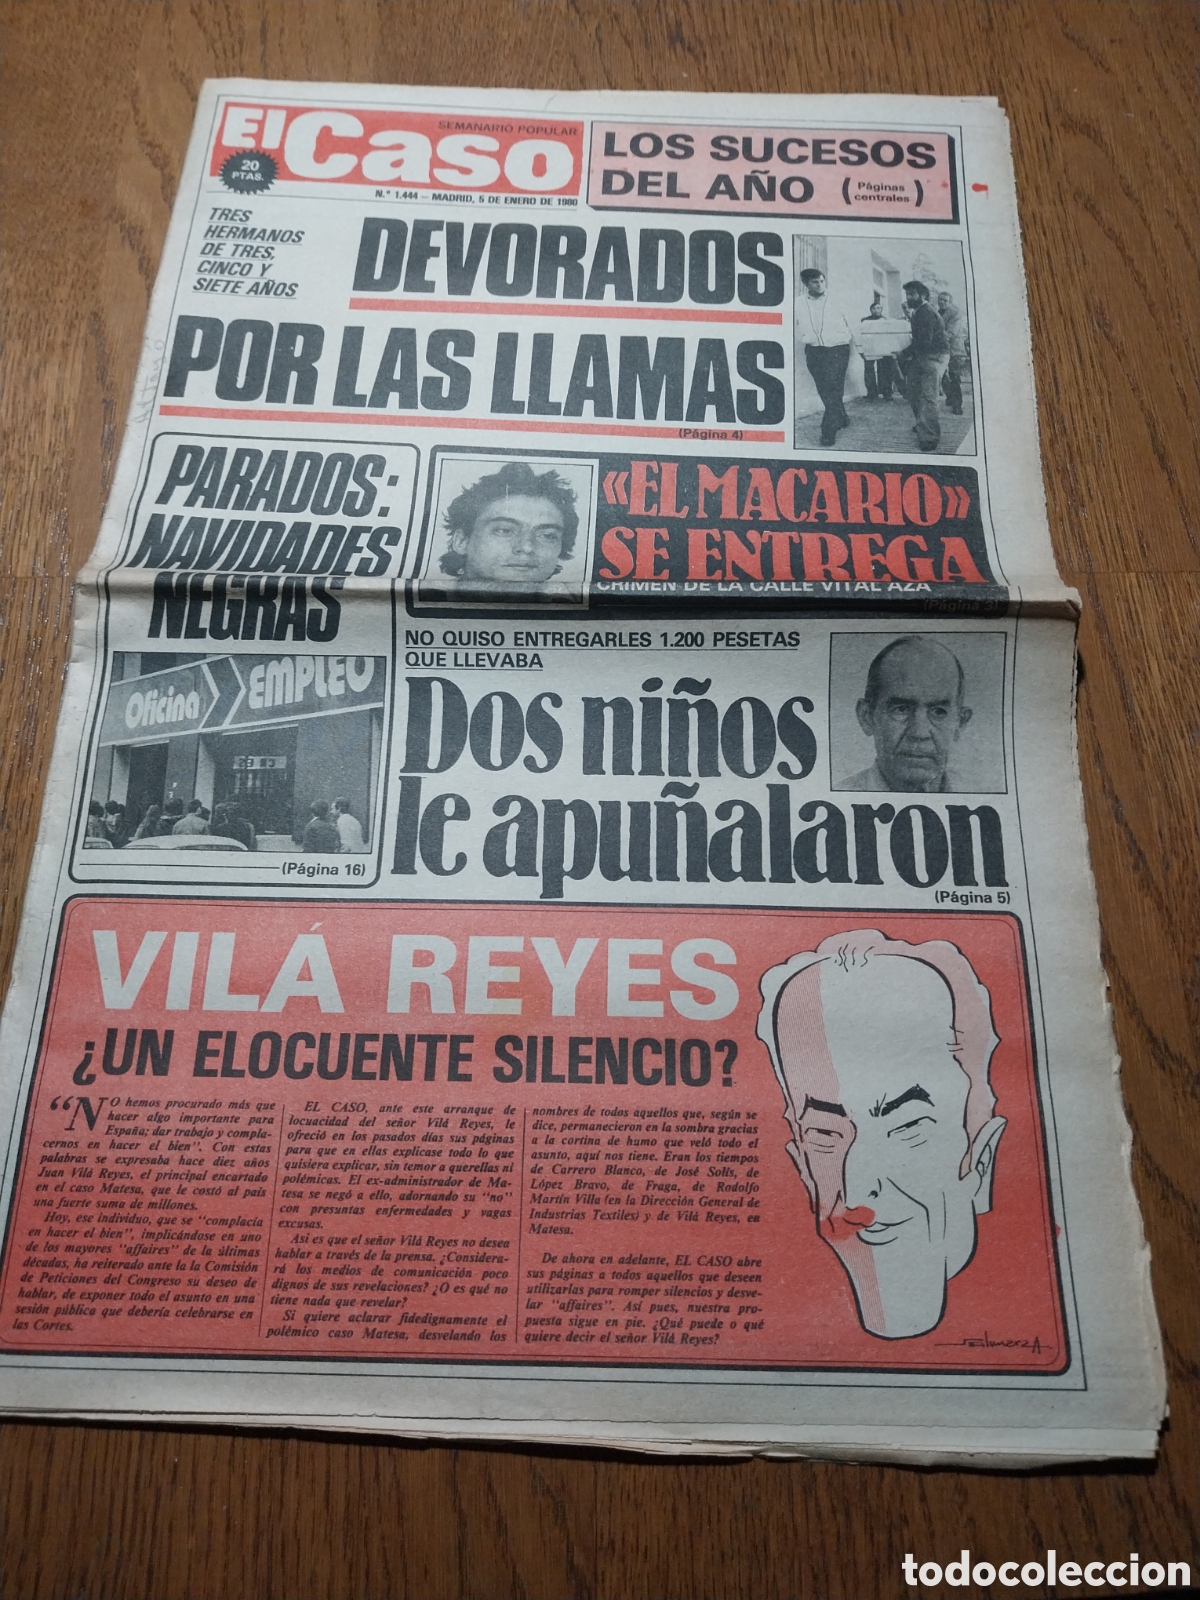 El Caso
SEMANARIO POPULAR
20
PTAS.
N.º 1.444 – MADRID, 5 DE ENERO DE 1980
LOS SUCESOS
DEL AÑO (Páginas
centrales)
TRES
HERMANOS
DE TRES,
CINCO Y
SIETE AÑOS
DEVORADOS
POR LAS LLAMAS
(Página 4)
PARADOS:
NAVIDADES
NEGRAS
Oficina EMPLEO
(Página 16)
«EL MACARIO»
SE ENTREGA
CRIMEN DE LA CALLE VITAL AZA
(Página 3)
NO QUISO ENTREGARLES 1.200 PESETAS
QUE LLEVABA
Dos niños
le apuñalaron
(Página 5)
VILÁ REYES
¿UN ELOCUENTE SILENCIO?
“NO hemos procurado más que
hacer algo importante para
España; dar trabajo y compla-
cernos en hacer el bien”. Con estas
palabras se expresaba hace diez años
Juan Vilá Reyes, el principal encartado
en el caso Matesa, que le costó al país
una fuerte suma de millones.
Hoy, ese individuo, que se “complacía
en hacer el bien”, implicándose en uno
de los mayores “affaires” de la últimas
décadas, ha reiterado ante la la Comisión
de Peticiones del Congreso su deseo de
hablar, de exponer todo el asunto en una
sesión pública que debería celebrarse en
las Cortes.
EL CASO, ante este arranque de
locuacidad del señor Vilá Reyes, le
ofreció en los pasados días sus páginas
para que en ellas explicase todo lo que
quisiera explicar, sin temor a querellas ni
polémicas. El ex-administrador de Ma-
tesa se negó a ello, adornando su “no”
con presuntas enfermedades y vagas
excusas.
Así es que el señor Vilá Reyes no desea
hablar a través de la prensa. ¿Considera-
rá los medios de comunicación poco
dignos de sus revelaciones? ¿O es qué no
tiene nada que revelar?
Si quiere aclarar fidedignamente el
polémico caso Matesa, desvelando los
nombres de todos aquellos que, según se
dice, permanecieron en la sombra gracias
a la cortina de humo que veló todo el
asunto, aquí nos tiene. Eran los tiempos
de Carrero Blanco, de José Solís, de
López Bravo, de Fraga, de Rodolfo
Martín Villa (en la Dirección General de
Industrias Textiles) y de Vilá Reyes, en
Matesa.
De ahora en adelante, EL CASO abre
sus páginas a todos aquellos que deseen
utilizarlas para romper silencios y desve-
lar “affaires”. Así pues, nuestra pro-
puesta sigue en pie. ¿Qué puede o qué
quiere decir el señor Vilá Reyes?
todocoleccion